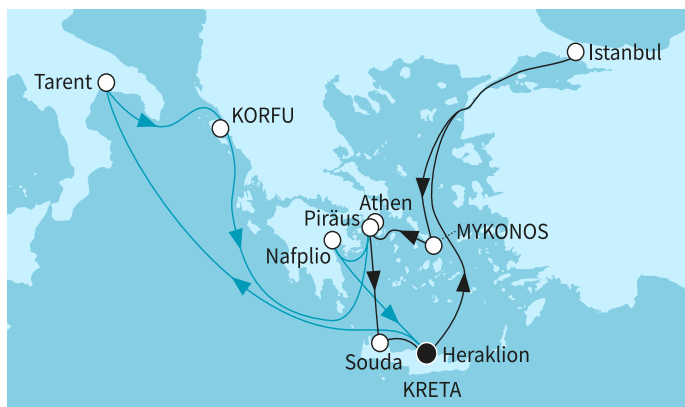 Istanbul
Tarent
KORFU
Athen
Piräus
MYKONOS
Nafplio
Souda
Heraklion
KRETA